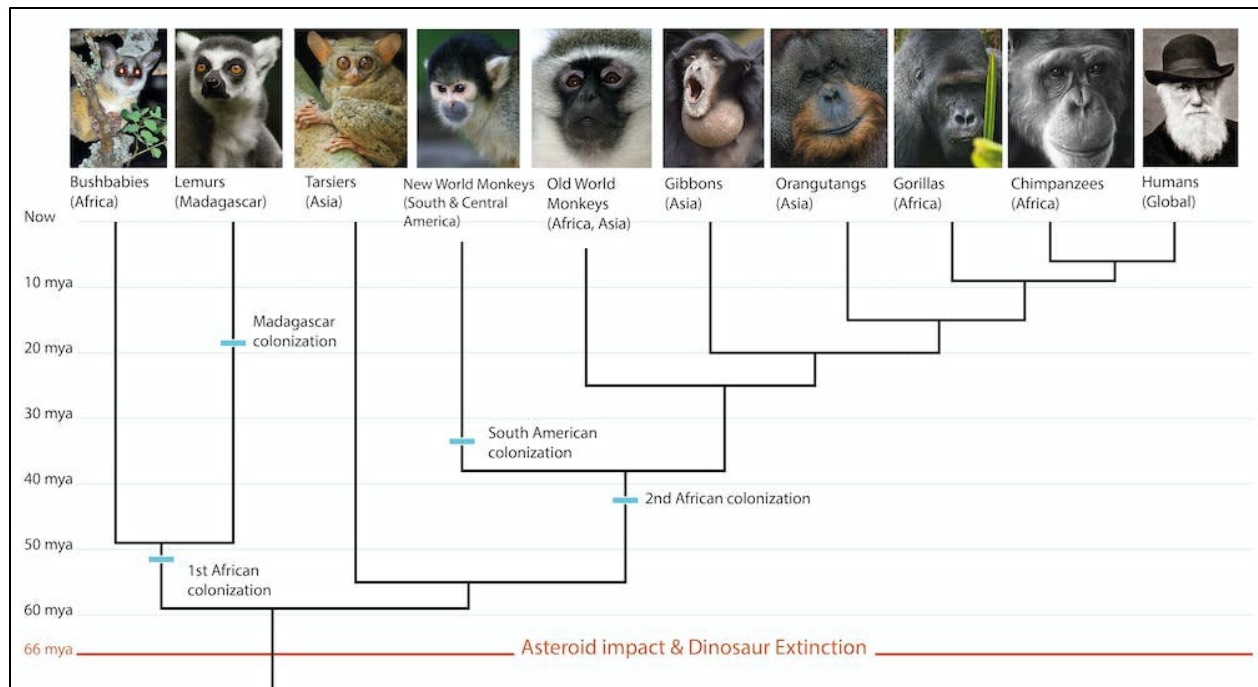 Bushbabies
(Africa)
Lemurs
(Madagascar)
Tarsiers
(Asia)
New World Monkeys
(South & Central
America)
Old World
Monkeys
(Africa, Asia)
Gibbons
(Asia)
Orangutangs
(Asia)
Gorillas
(Africa)
Chimpanzees
(Africa)
Humans
(Global)
Now
10 mya
Madagascar
colonization
20 mya
30 mya
South American
colonization
40 mya
2nd African colonization
50 mya
1st African
colonization
60 mya
66 mya
Asteroid impact & Dinosaur Extinction